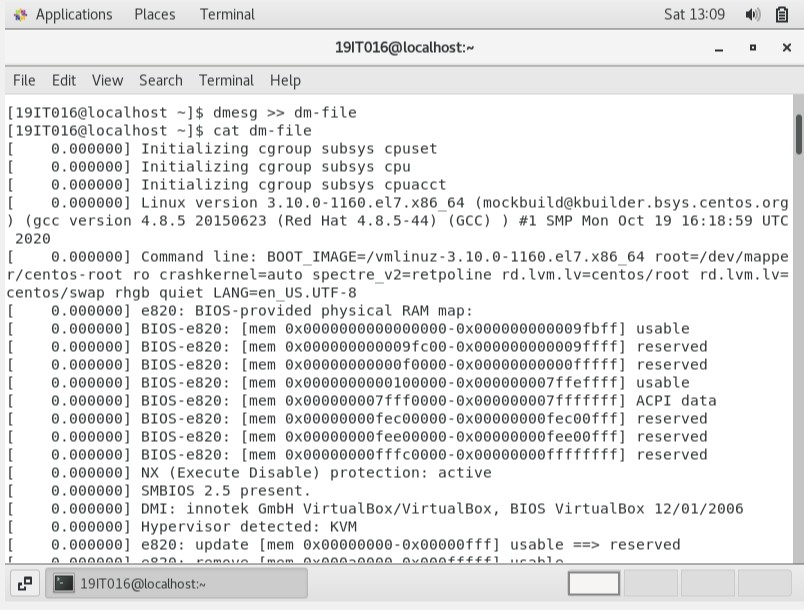 Applications Places Terminal Sat 13:09
19IT016@localhost:~
File Edit View Search Terminal Help
[19IT016@localhost ~]$ dmesg >> dm-file
[19IT016@localhost ~]$ cat dm-file
[    0.000000] Initializing cgroup subsys cpuset
[    0.000000] Initializing cgroup subsys cpu
[    0.000000] Initializing cgroup subsys cpuacct
[    0.000000] Linux version 3.10.0-1160.el7.x86_64 (mockbuild@kbuilder.bsys.centos.org
) (gcc version 4.8.5 20150623 (Red Hat 4.8.5-44) (GCC) ) #1 SMP Mon Oct 19 16:18:59 UTC
 2020
[    0.000000] Command line: BOOT_IMAGE=/vmlinuz-3.10.0-1160.el7.x86_64 root=/dev/mappe
r/centos-root ro crashkernel=auto spectre_v2=retpoline rd.lvm.lv=centos/root rd.lvm.lv=
centos/swap rhgb quiet LANG=en_US.UTF-8
[    0.000000] e820: BIOS-provided physical RAM map:
[    0.000000] BIOS-e820: [mem 0x0000000000000000-0x000000000009fbff] usable
[    0.000000] BIOS-e820: [mem 0x000000000009fc00-0x000000000009ffff] reserved
[    0.000000] BIOS-e820: [mem 0x00000000000f0000-0x00000000000fffff] reserved
[    0.000000] BIOS-e820: [mem 0x0000000000100000-0x000000007ffeffff] usable
[    0.000000] BIOS-e820: [mem 0x000000007fff0000-0x000000007fffffff] ACPI data
[    0.000000] BIOS-e820: [mem 0x00000000fec00000-0x00000000fec00fff] reserved
[    0.000000] BIOS-e820: [mem 0x00000000fee00000-0x00000000fee00fff] reserved
[    0.000000] BIOS-e820: [mem 0x00000000fffc0000-0x00000000ffffffff] reserved
[    0.000000] NX (Execute Disable) protection: active
[    0.000000] SMBIOS 2.5 present.
[    0.000000] DMI: innotek GmbH VirtualBox/VirtualBox, BIOS VirtualBox 12/01/2006
[    0.000000] Hypervisor detected: KVM
[    0.000000] e820: update [mem 0x00000000-0x00000fff] usable ==> reserved
[    0.000000] e820: remove [mem 0x000a0000-0x000fffff] usable
19IT016@localhost:~